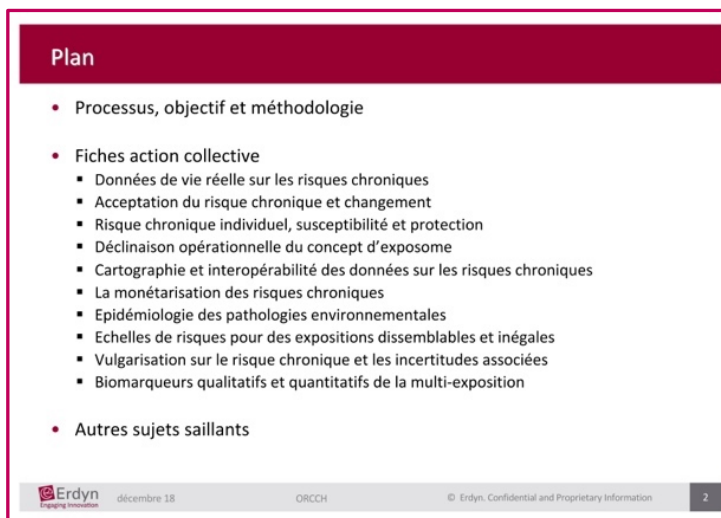 Plan
• Processus, objectif et méthodologie
• Fiches action collective
▪ Données de vie réelle sur les risques chroniques
▪ Acceptation du risque chronique et changement
▪ Risque chronique individuel, susceptibilité et protection
▪ Déclinaison opérationnelle du concept d'exposome
▪ Cartographie et interopérabilité des données sur les risques chroniques
▪ La monétarisation des risques chroniques
▪ Epidémiologie des pathologies environnementales
▪ Echelles de risques pour des expositions dissemblables et inégales
▪ Vulgarisation sur le risque chronique et les incertitudes associées
▪ Biomarqueurs qualitatifs et quantitatifs de la multi-exposition
• Autres sujets saillants
Erdyn
Engaging Innovation
décembre 18 ORCCH © Erdyn. Confidential and Proprietary Information 2